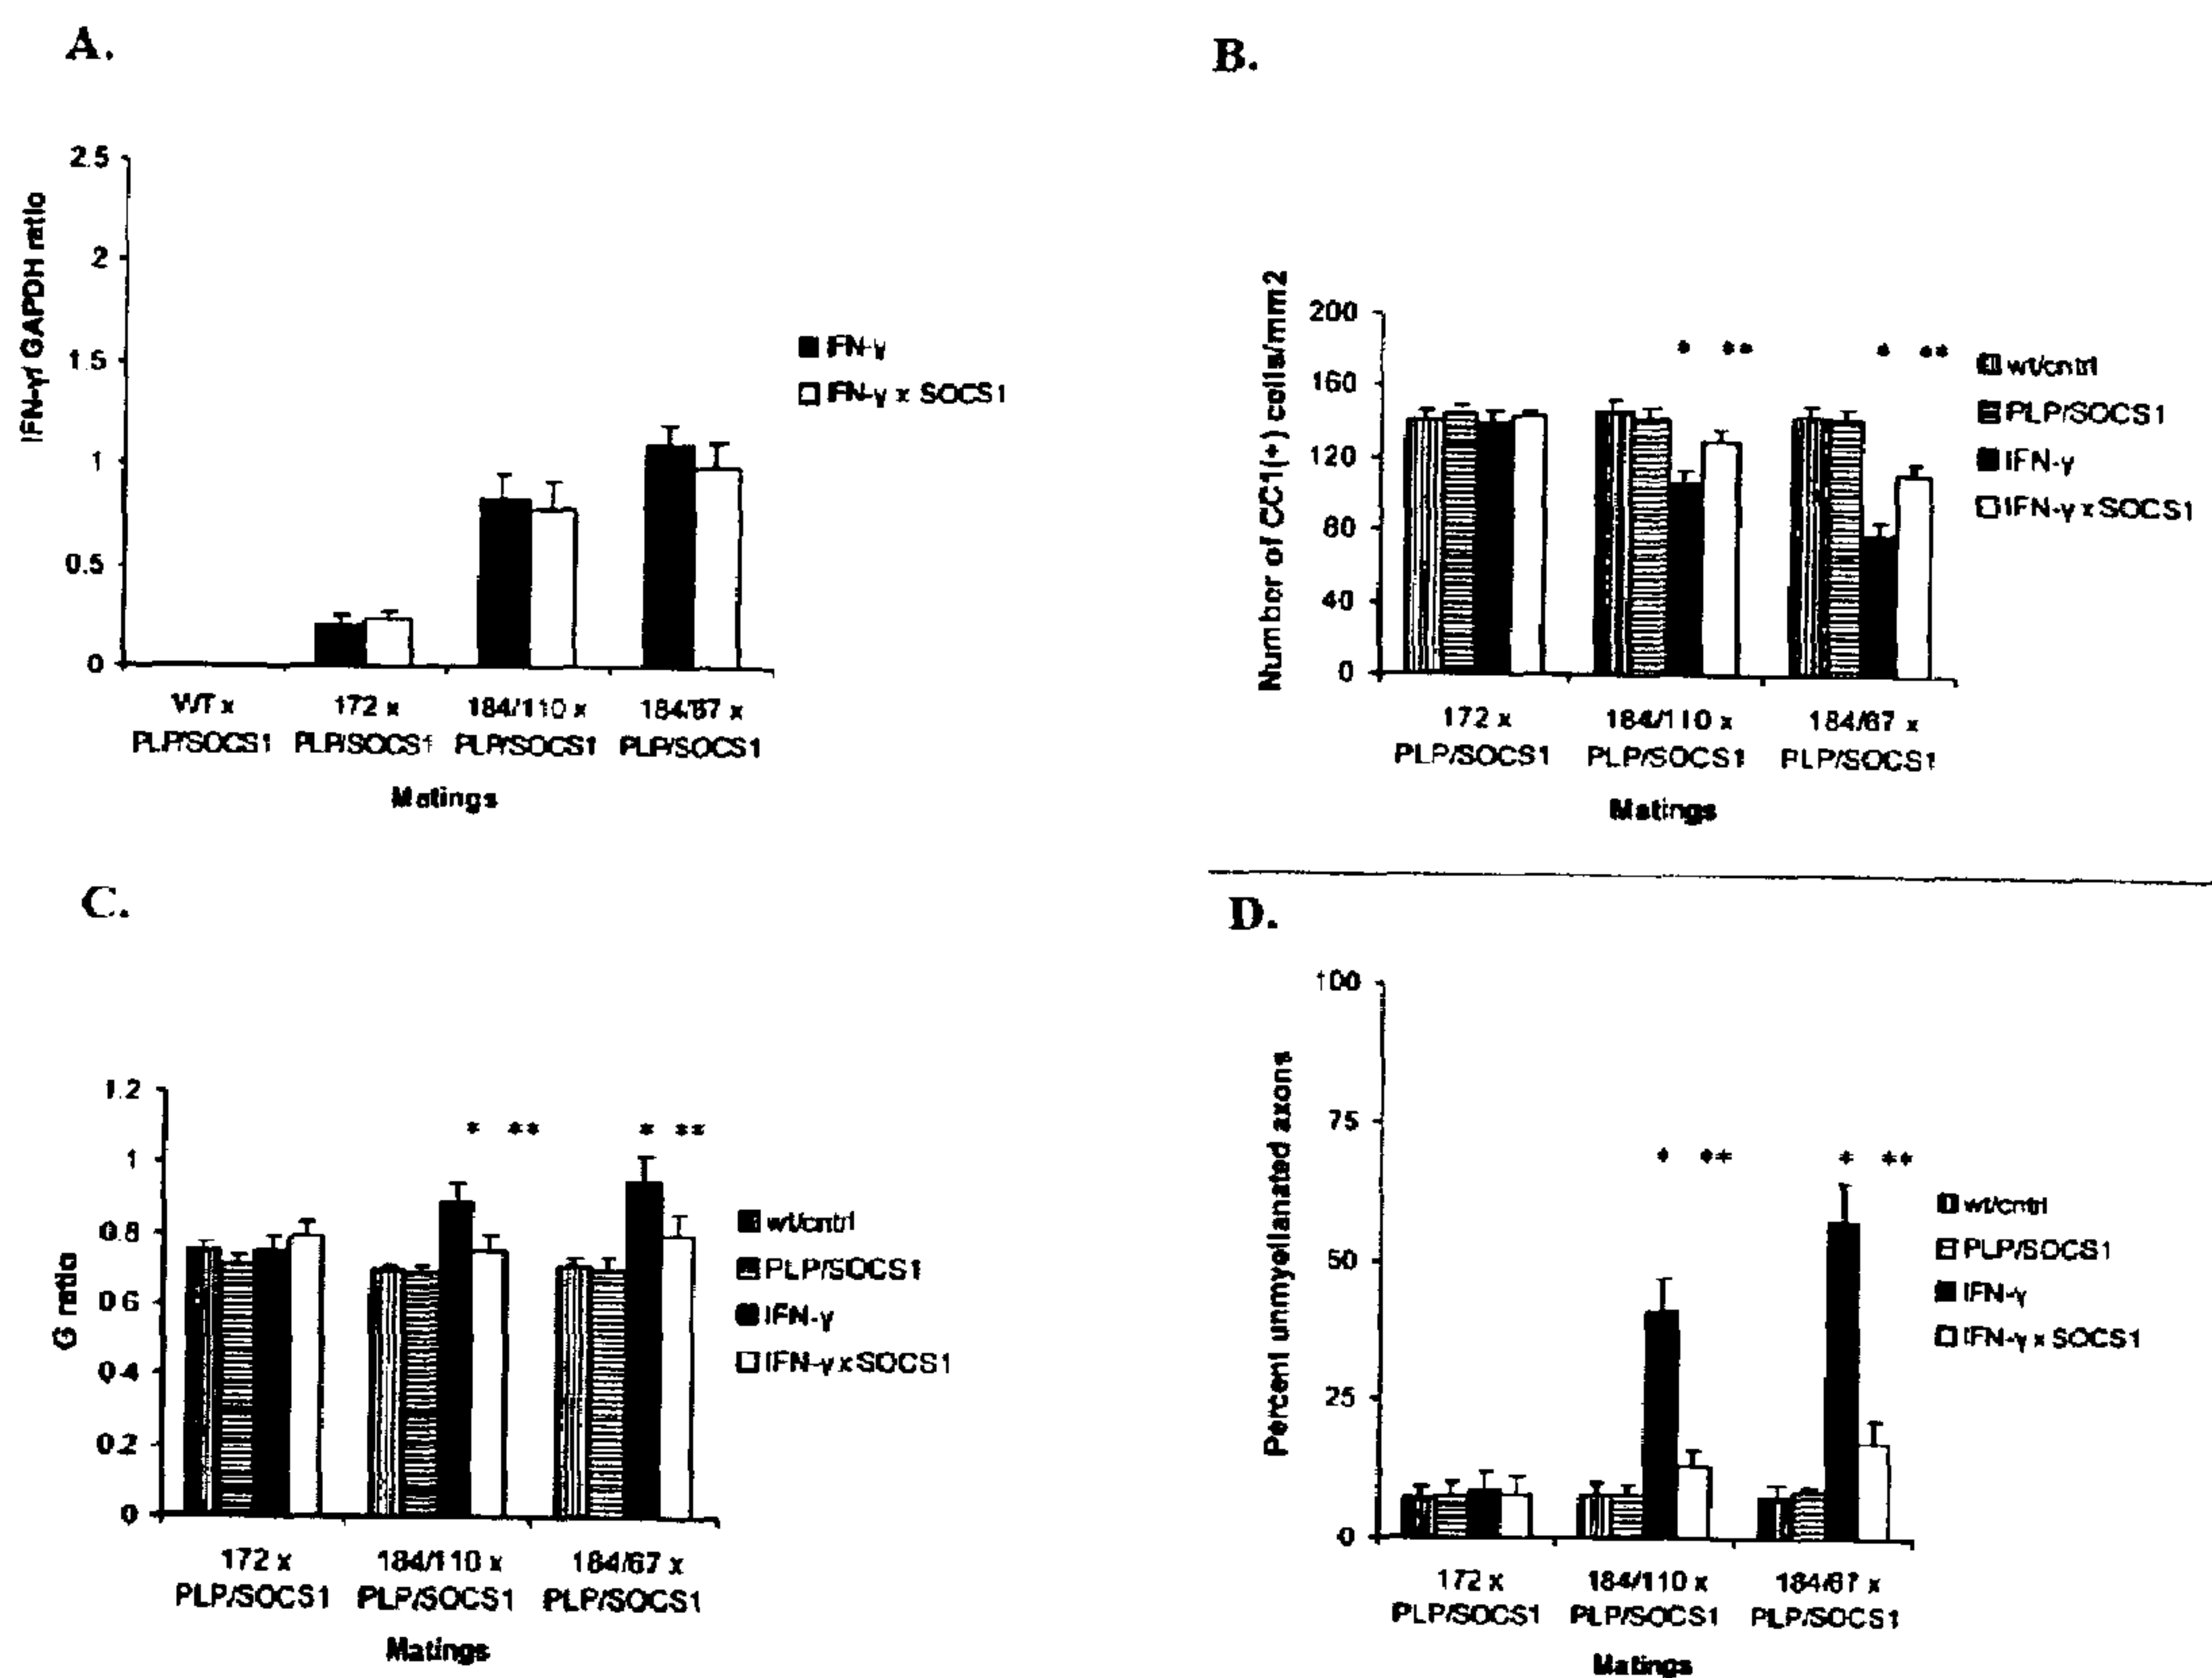 A.
IFN-γ/ GAPDH ratio
2.5
2
1.5
1
0.5
0
WT x PLP/SOCS1
172 x PLP/SOCS1
184/110 x PLP/SOCS1
184/67 x PLP/SOCS1
Matings
IFN-γ
IFN-γ x SOCS1
B.
Number of CC1(+) cells/mm2
200
160
120
80
40
0
* ** * **
172 x PLP/SOCS1
184/110 x PLP/SOCS1
184/67 x PLP/SOCS1
Matings
wt/cntrl
PLP/SOCS1
IFN-γ
IFN-γ x SOCS1
C.
G ratio
1.2
1
0.8
0.6
0.4
0.2
0
* ** * **
172 x PLP/SOCS1
184/110 x PLP/SOCS1
184/67 x PLP/SOCS1
Matings
wt/cntrl
PLP/SOCS1
IFN-γ
IFN-γ x SOCS1
D.
Percent unmyelianated axons
100
75
50
25
0
* ** * **
172 x PLP/SOCS1
184/110 x PLP/SOCS1
184/67 x PLP/SOCS1
Matings
wt/cntrl
PLP/SOCS1
IFN-γ
IFN-γ x SOCS1